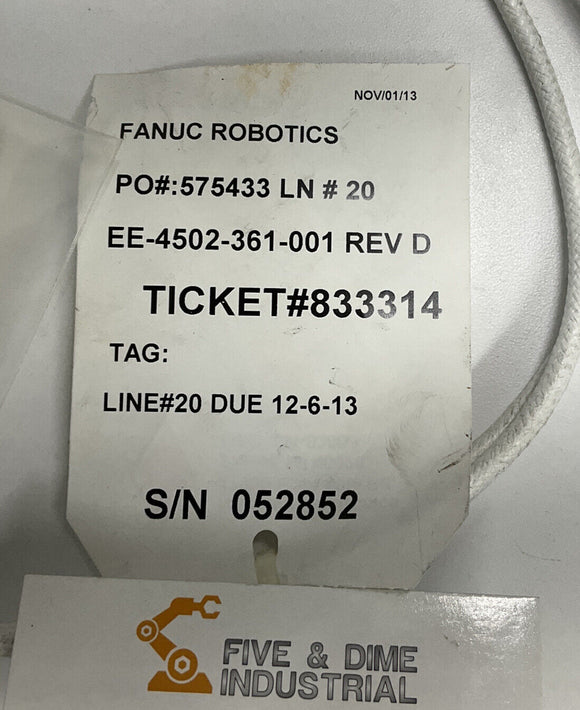 NOV/01/13
FANUC ROBOTICS
PO#:575433 LN # 20
EE-4502-361-001 REV D
TICKET#833314
TAG:
LINE#20 DUE 12-6-13
S/N 052852
FIVE & DIME
INDUSTRIAL